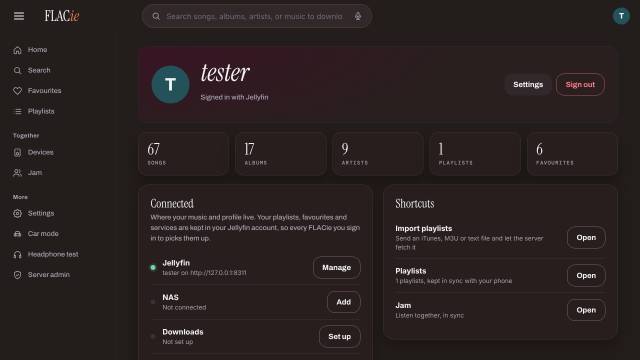 FLACie
Search songs, albums, artists, or music to downlo
T
Home
Search
Favourites
Playlists
Together
Devices
Jam
More
Settings
Car mode
Headphone test
Server admin
T
tester
Signed in with Jellyfin
Settings
Sign out
67
SONGS
17
ALBUMS
9
ARTISTS
1
PLAYLISTS
6
FAVOURITES
Connected
Where your music and profile live. Your playlists, favourites and
services are kept in your Jellyfin account, so every FLACie you sign
in to picks them up.
Jellyfin
tester on http://127.0.0.1:8311
Manage
NAS
Not connected
Add
Downloads
Not set up
Set up
Shortcuts
Import playlists
Send an iTunes, M3U or text file and let the server
fetch it
Open
Playlists
1 playlists, kept in sync with your phone
Open
Jam
Listen together, in sync
Open